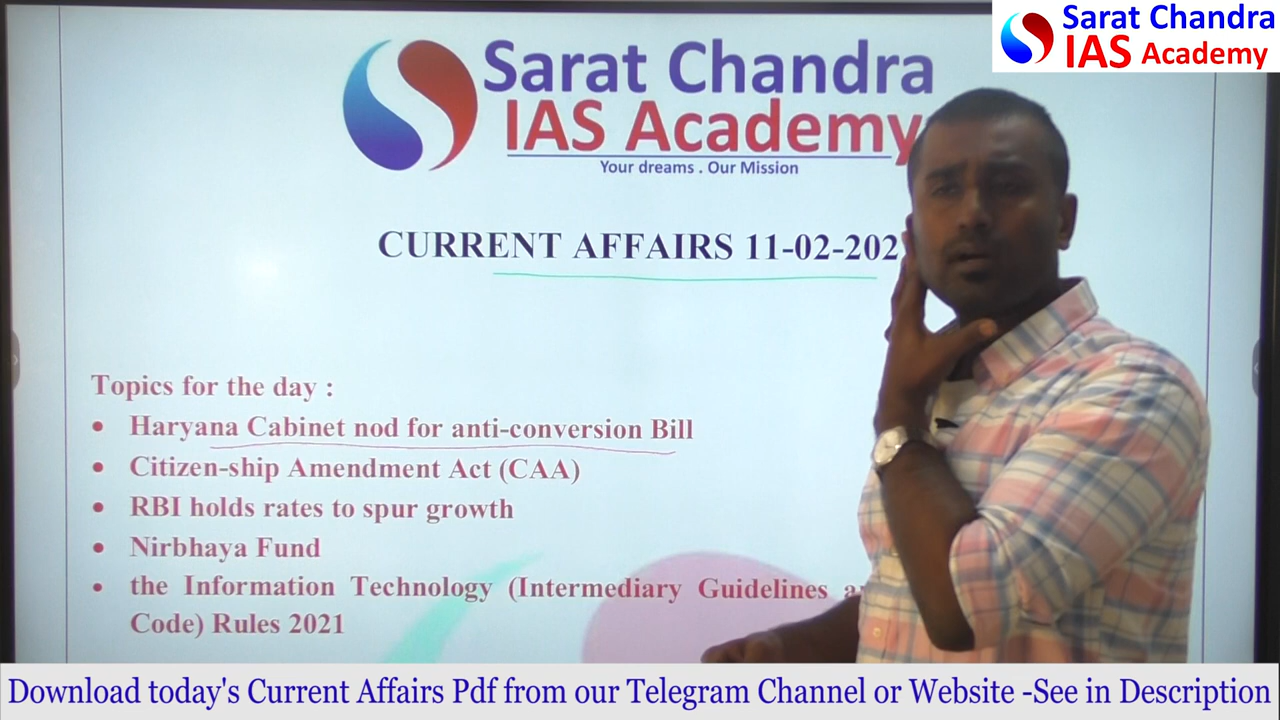 Sarat Chandra
IAS Academy
Sarat Chandra
IAS Academy
Your dreams . Our Mission
CURRENT AFFAIRS 11-02-202
Topics for the day :
• Haryana Cabinet nod for anti-conversion Bill
• Citizen-ship Amendment Act (CAA)
• RBI holds rates to spur growth
• Nirbhaya Fund
• the Information Technology (Intermediary Guidelines
Code) Rules 2021
Download today's Current Affairs Pdf from our Telegram Channel or Website -See in Description